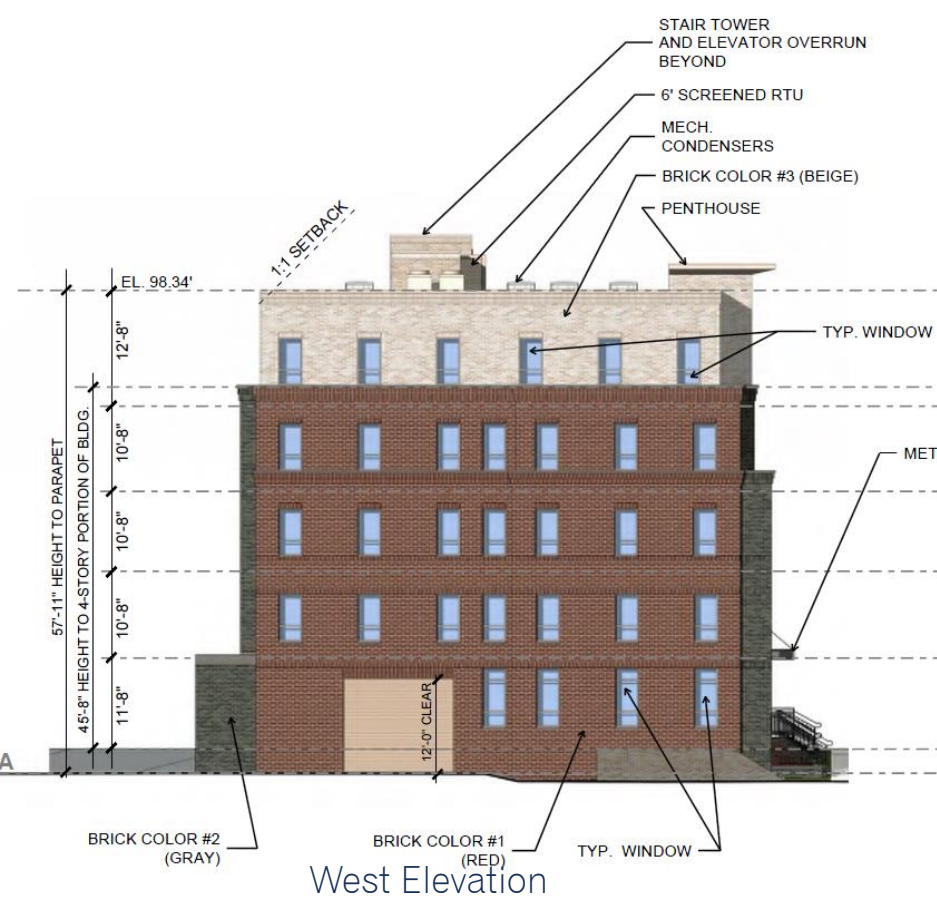 STAIR TOWER
AND ELEVATOR OVERRUN
BEYOND
6' SCREENED RTU
MECH.
CONDENSERS
BRICK COLOR #3 (BEIGE)
PENTHOUSE
1:1 SETBACK
EL. 98.34'
TYP. WINDOW
12'-8"
10'-8"
10'-8"
10'-8"
11'-8"
57'-11" HEIGHT TO PARAPET
45'-8" HEIGHT TO 4-STORY PORTION OF BLDG.
MET
12'-0" CLEAR
A
BRICK COLOR #2
(GRAY)
BRICK COLOR #1
(RED)
TYP. WINDOW
West Elevation